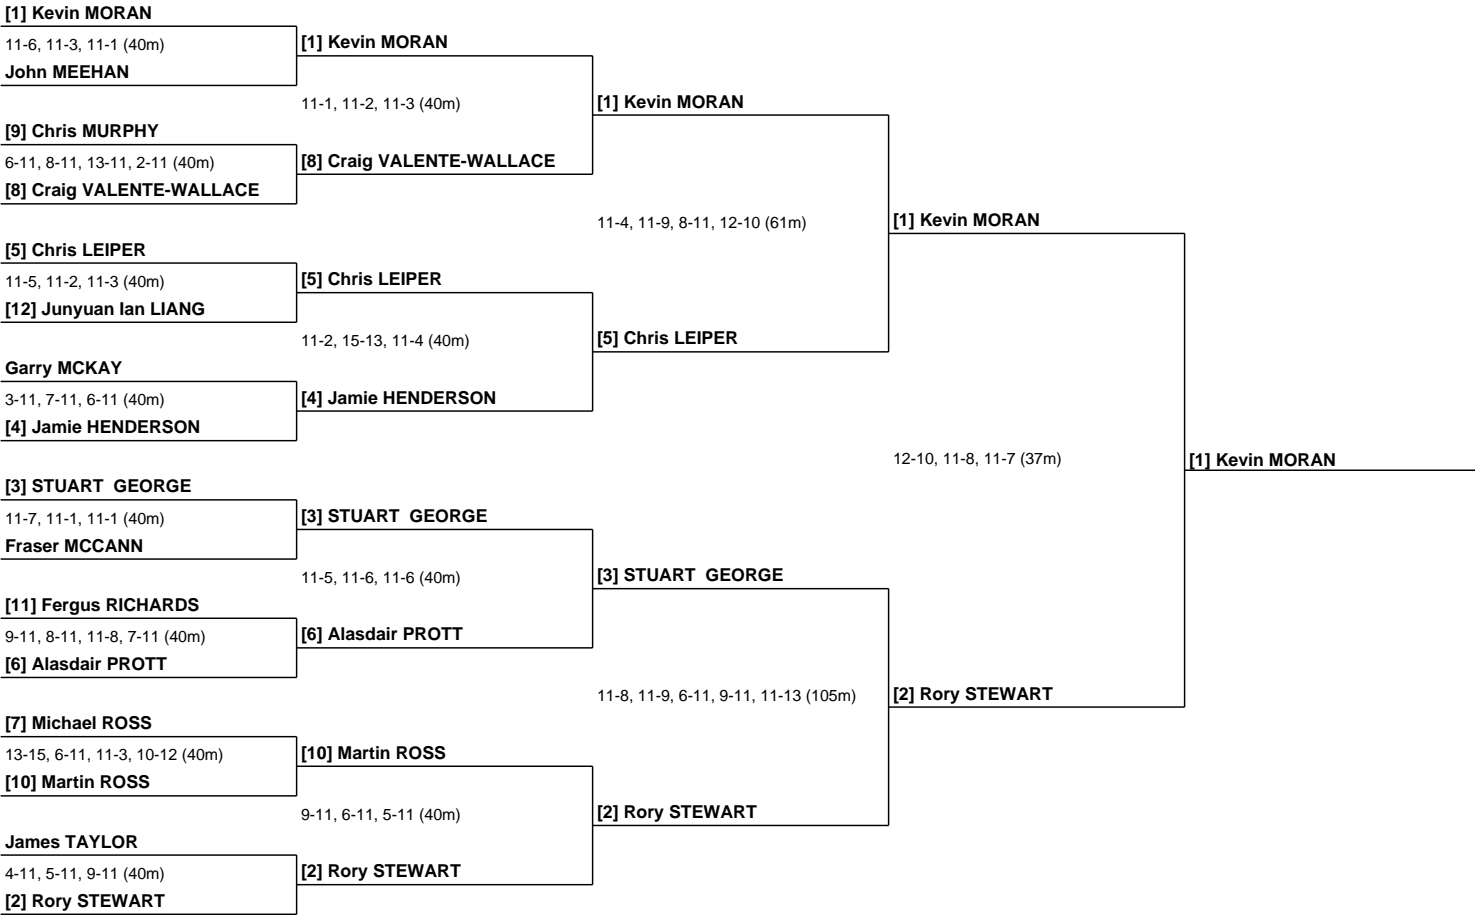 [1] Kevin MORAN
11-6, 11-3, 11-1 (40m)
John MEEHAN
[9] Chris MURPHY
6-11, 8-11, 13-11, 2-11 (40m)
[8] Craig VALENTE-WALLACE
[5] Chris LEIPER
11-5, 11-2, 11-3 (40m)
[12] Junyuan Ian LIANG
Garry MCKAY
3-11, 7-11, 6-11 (40m)
[4] Jamie HENDERSON
[3] STUART  GEORGE
11-7, 11-1, 11-1 (40m)
Fraser MCCANN
[11] Fergus RICHARDS
9-11, 8-11, 11-8, 7-11 (40m)
[6] Alasdair PROTT
[7] Michael ROSS
13-15, 6-11, 11-3, 10-12 (40m)
[10] Martin ROSS
James TAYLOR
4-11, 5-11, 9-11 (40m)
[2] Rory STEWART
[1] Kevin MORAN
11-1, 11-2, 11-3 (40m)
[8] Craig VALENTE-WALLACE
[5] Chris LEIPER
11-2, 15-13, 11-4 (40m)
[4] Jamie HENDERSON
[3] STUART  GEORGE
11-5, 11-6, 11-6 (40m)
[6] Alasdair PROTT
[10] Martin ROSS
9-11, 6-11, 5-11 (40m)
[2] Rory STEWART
[1] Kevin MORAN
11-4, 11-9, 8-11, 12-10 (61m)
[5] Chris LEIPER
[3] STUART  GEORGE
11-8, 11-9, 6-11, 9-11, 11-13 (105m)
[2] Rory STEWART
[1] Kevin MORAN
12-10, 11-8, 11-7 (37m)
[2] Rory STEWART
[1] Kevin MORAN